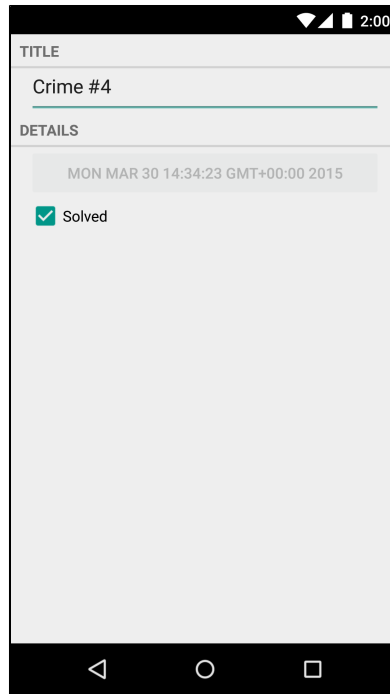 2:00
TITLE
Crime #4
DETAILS
MON MAR 30 14:34:23 GMT+00:00 2015
Solved